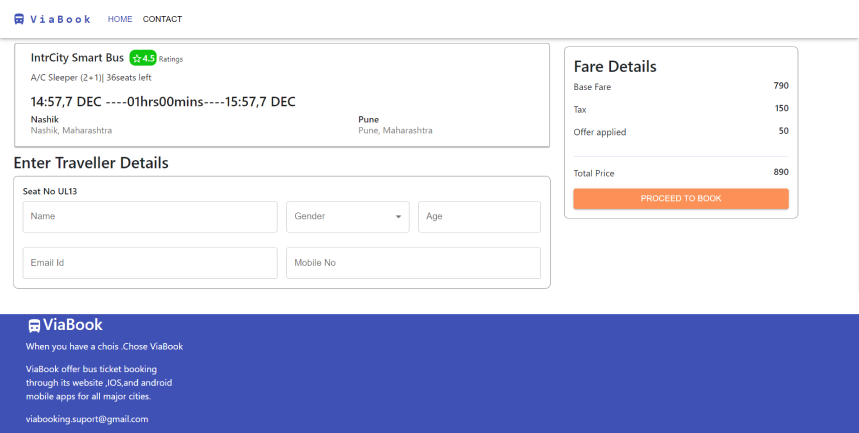 ViaBook HOME CONTACT
IntrCity Smart Bus 4.5 Ratings
A/C Sleeper (2+1)| 36seats left
14:57,7 DEC ----01hrs00mins----15:57,7 DEC
Nashik Pune
Nashik, Maharashtra Pune, Maharashtra
Fare Details
Base Fare 790
Tax 150
Offer applied 50
Total Price 890
PROCEED TO BOOK
Enter Traveller Details
Seat No UL13
Name Gender Age
Email Id Mobile No
ViaBook
When you have a chois .Chose ViaBook
ViaBook offer bus ticket booking
through its website ,IOS,and android
mobile apps for all major cities.
viabooking.suport@gmail.com